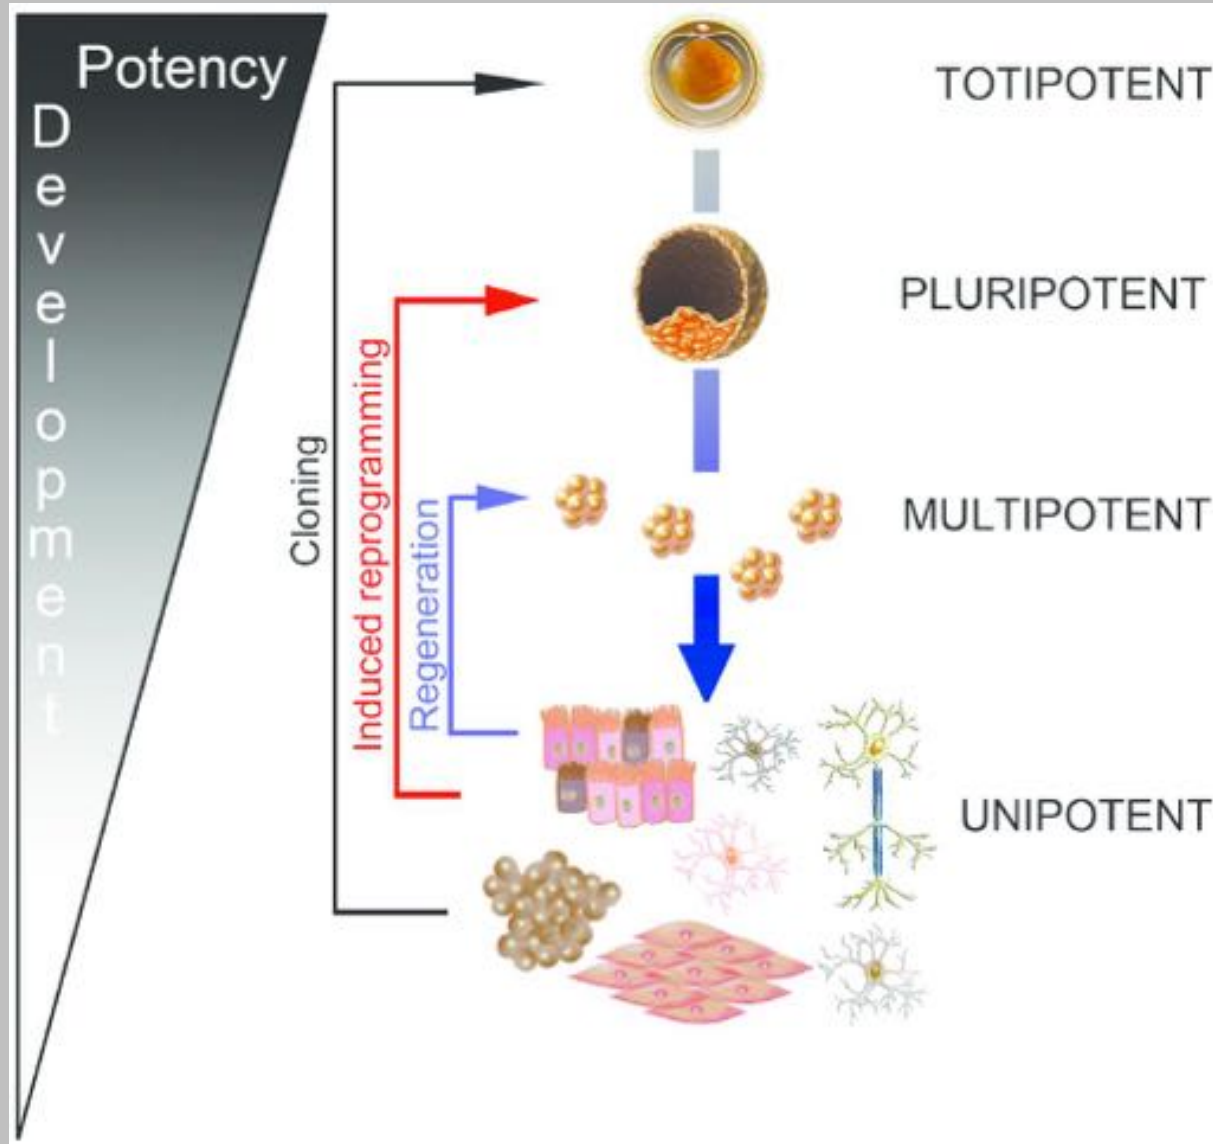 Potency
Development
TOTIPOTENT
PLURIPOTENT
MULTIPOTENT
UNIPOTENT
Cloning
Induced reprogramming
Regeneration